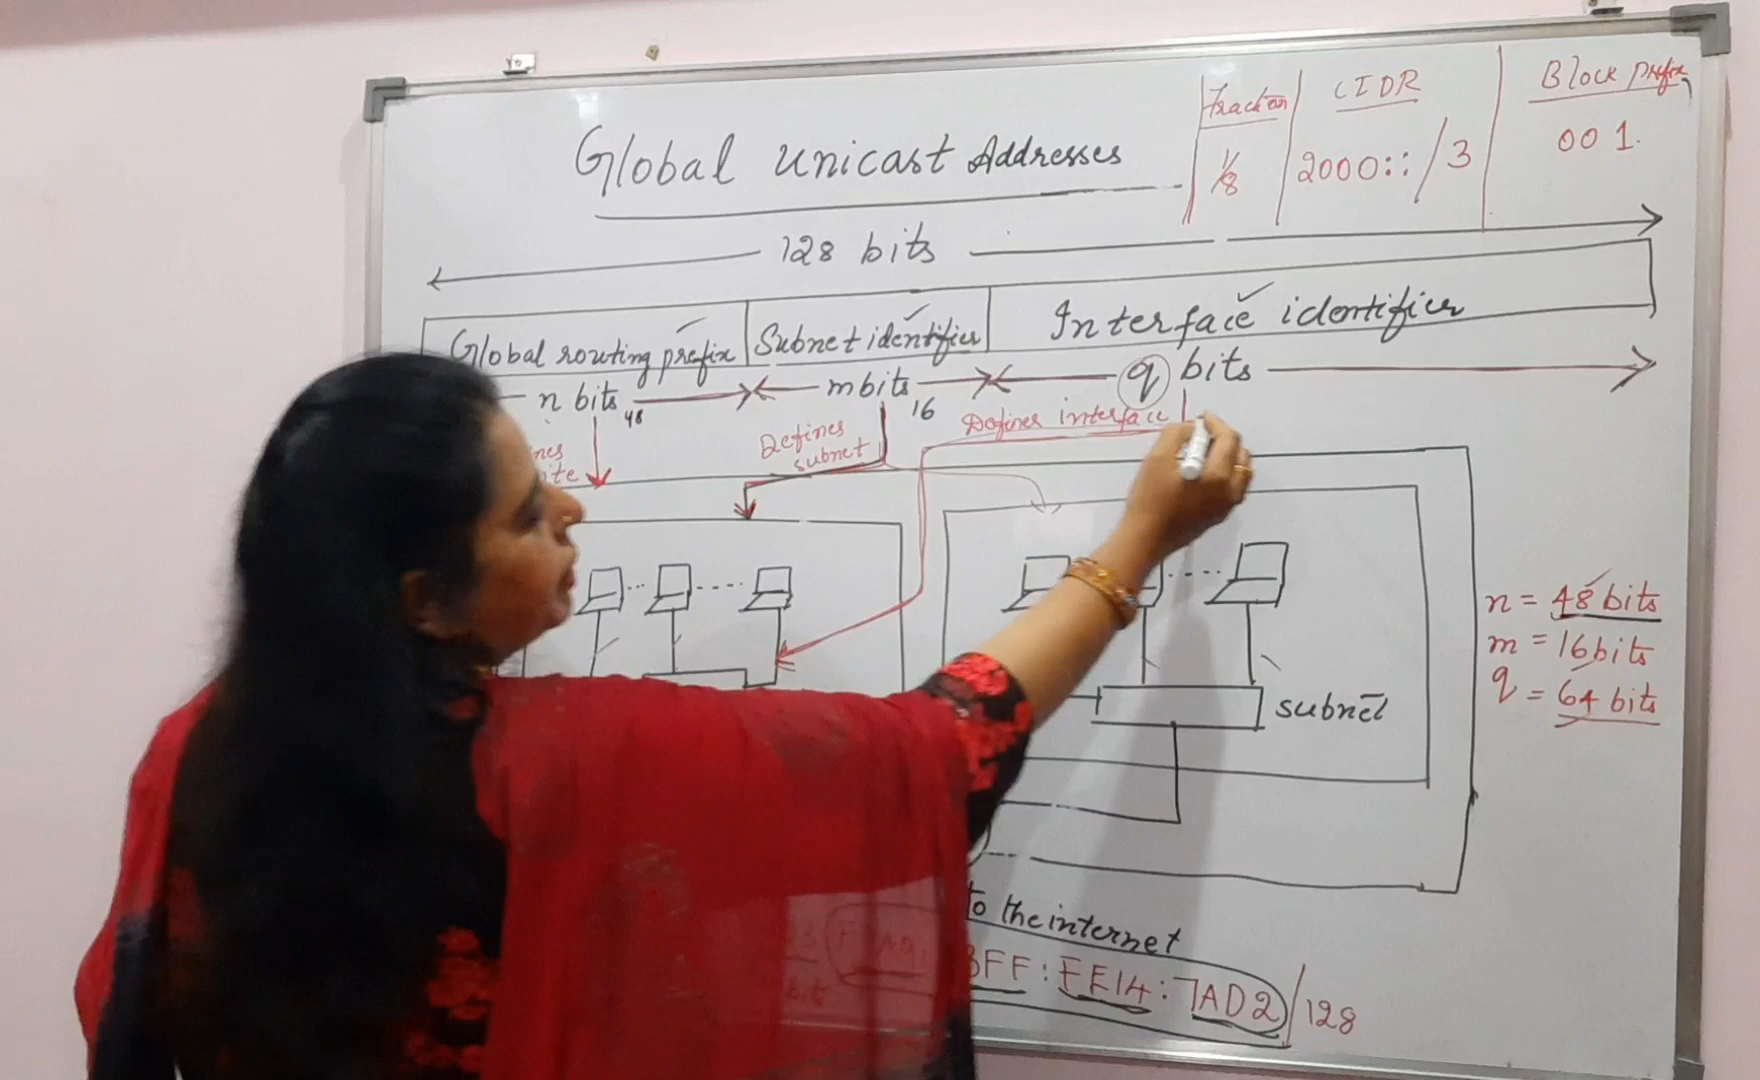 Global Unicast Addresses
Fraction
1/8
CIDR
2000::/3
Block prefix
001.
128 bits
Global routing prefix
Subnet identifier
Interface identifier
n bits
48
m bits
16
q bits
Defines
subnet
Defines interface
subnet
n = 48 bits
m = 16 bits
q = 64 bits
to the internet
FF : FE14 : 7AD2/128